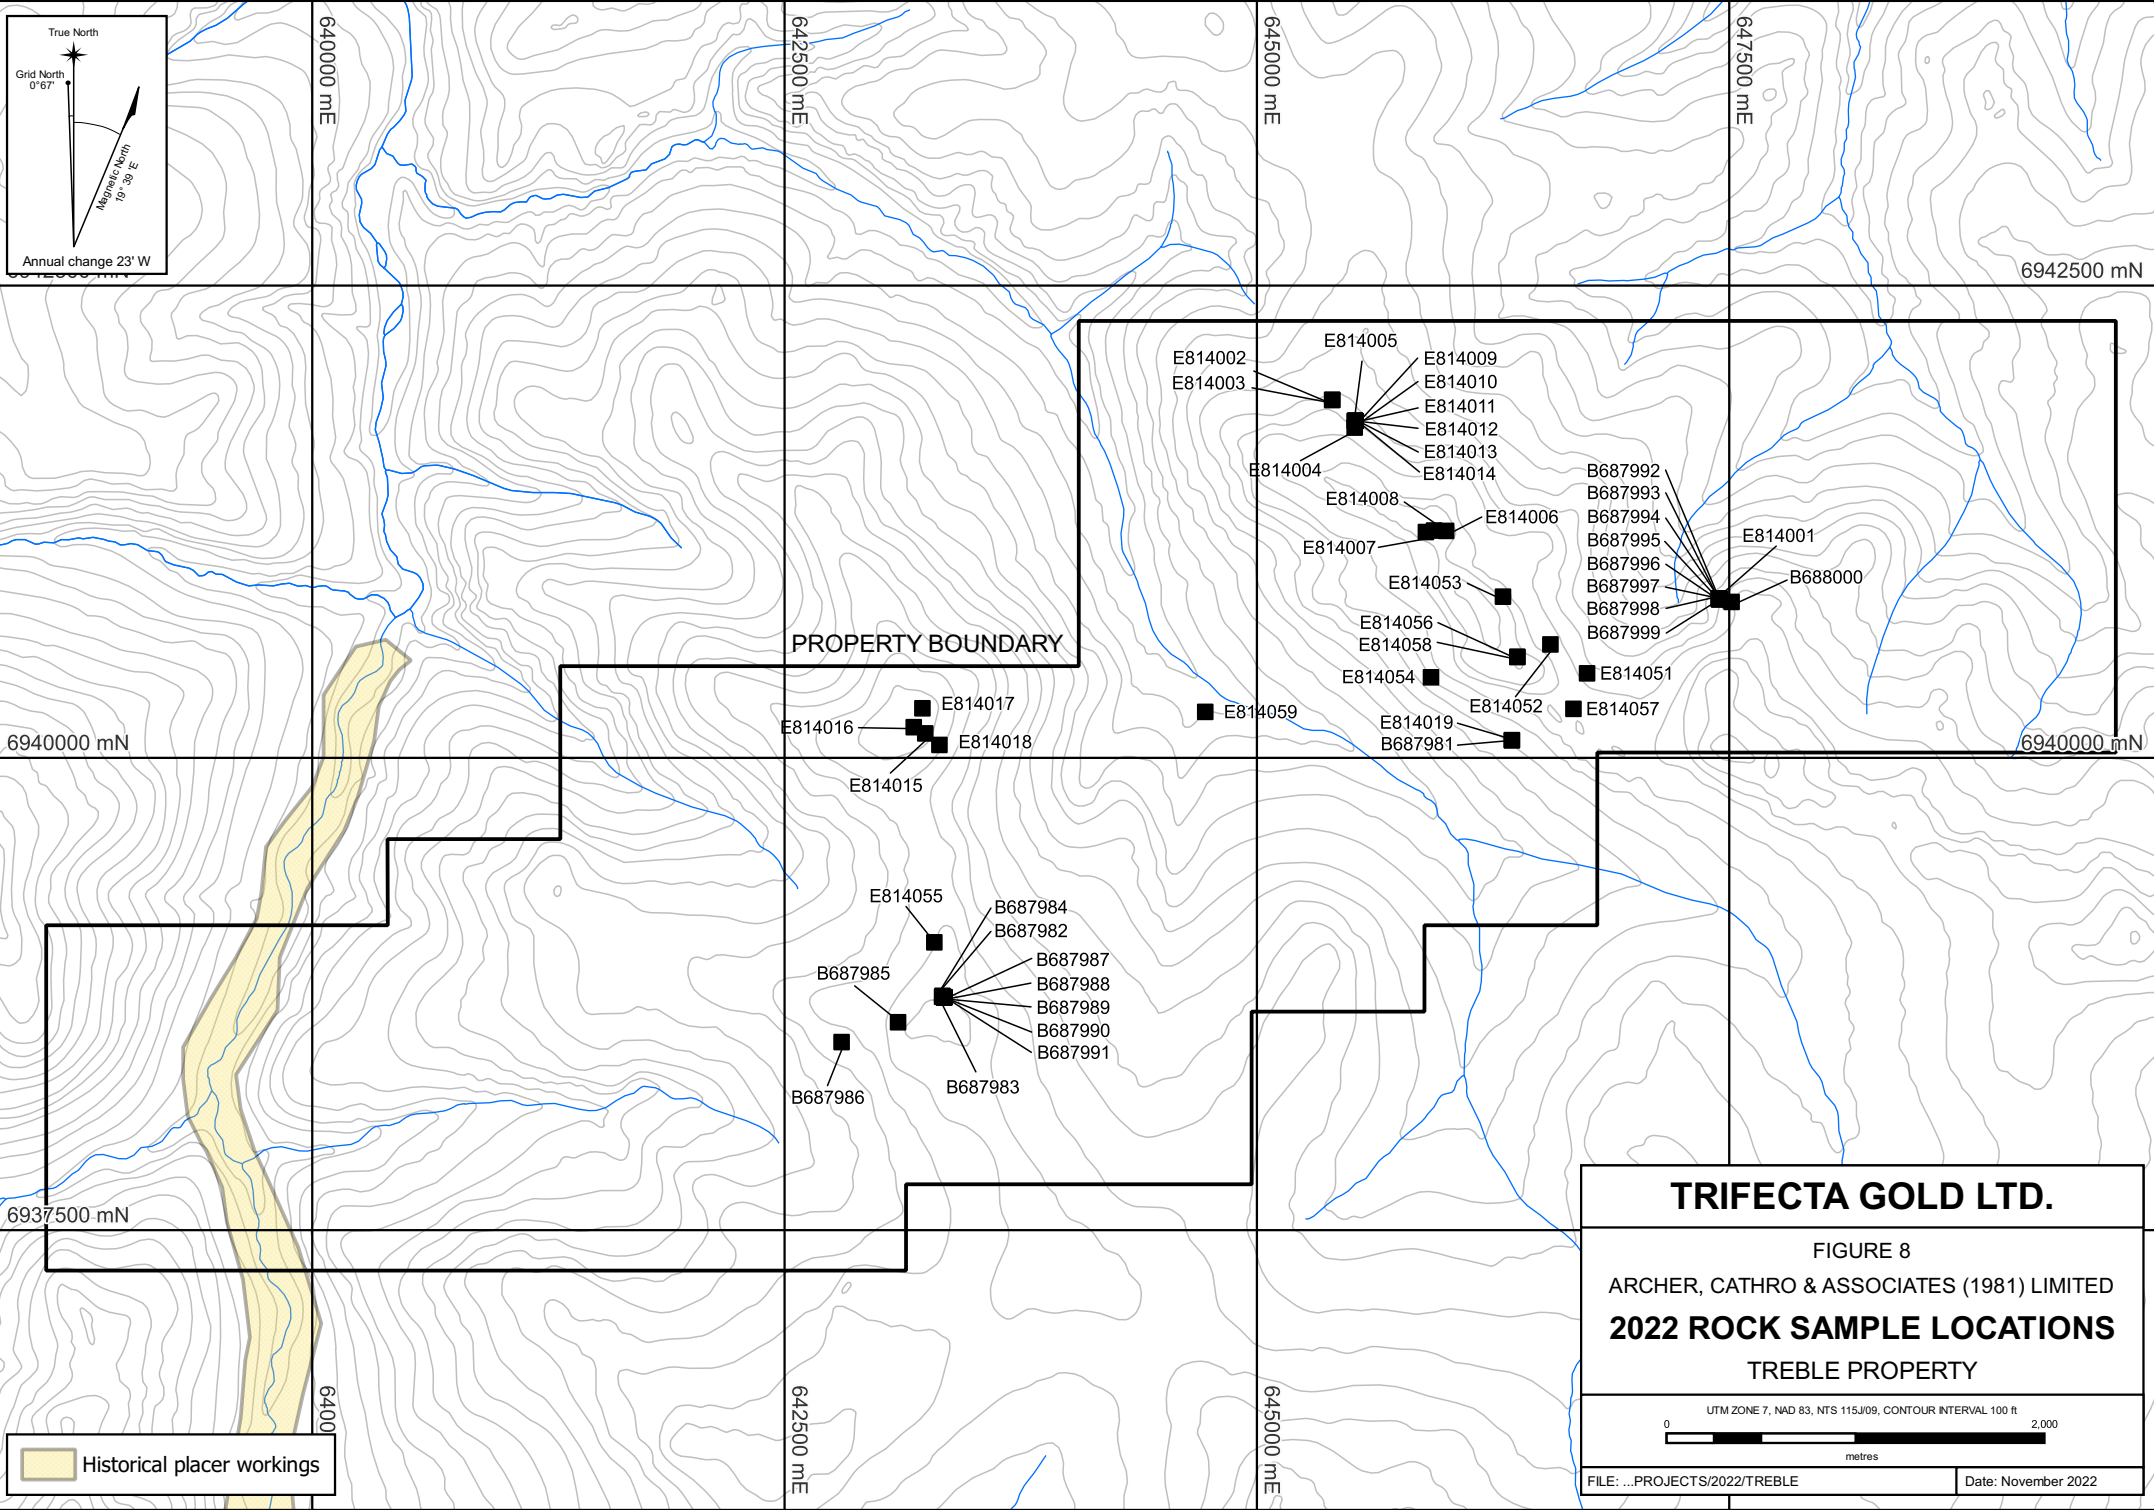 True North
Grid North
0°67'
Magnetic North
19° 39 'E
Annual change 23' W
640000 mE
642500 mE
645000 mE
647500 mE
6942500 mN
E814005
E814002
E814003
E814009
E814010
E814011
E814012
E814013
E814014
E814004
E814008
E814006
E814007
B687992
B687993
B687994
B687995
B687996
B687997
B687998
B687999
E814001
B688000
E814053
E814056
E814058
E814054
E814052
E814051
E814057
E814019
B687981
PROPERTY BOUNDARY
E814017
E814016
E814018
E814015
E814059
6940000 mN
6940000 mN
E814055
B687984
B687982
B687985
B687987
B687988
B687989
B687990
B687991
B687983
B687986
6937500 mN
64000
642500 mE
645000 mE
Historical placer workings
TRIFECTA GOLD LTD.
FIGURE 8
ARCHER, CATHRO & ASSOCIATES (1981) LIMITED
2022 ROCK SAMPLE LOCATIONS
TREBLE PROPERTY
UTM ZONE 7, NAD 83, NTS 115J/09, CONTOUR INTERVAL 100 ft
0 2,000
metres
FILE: ...PROJECTS/2022/TREBLE
Date: November 2022